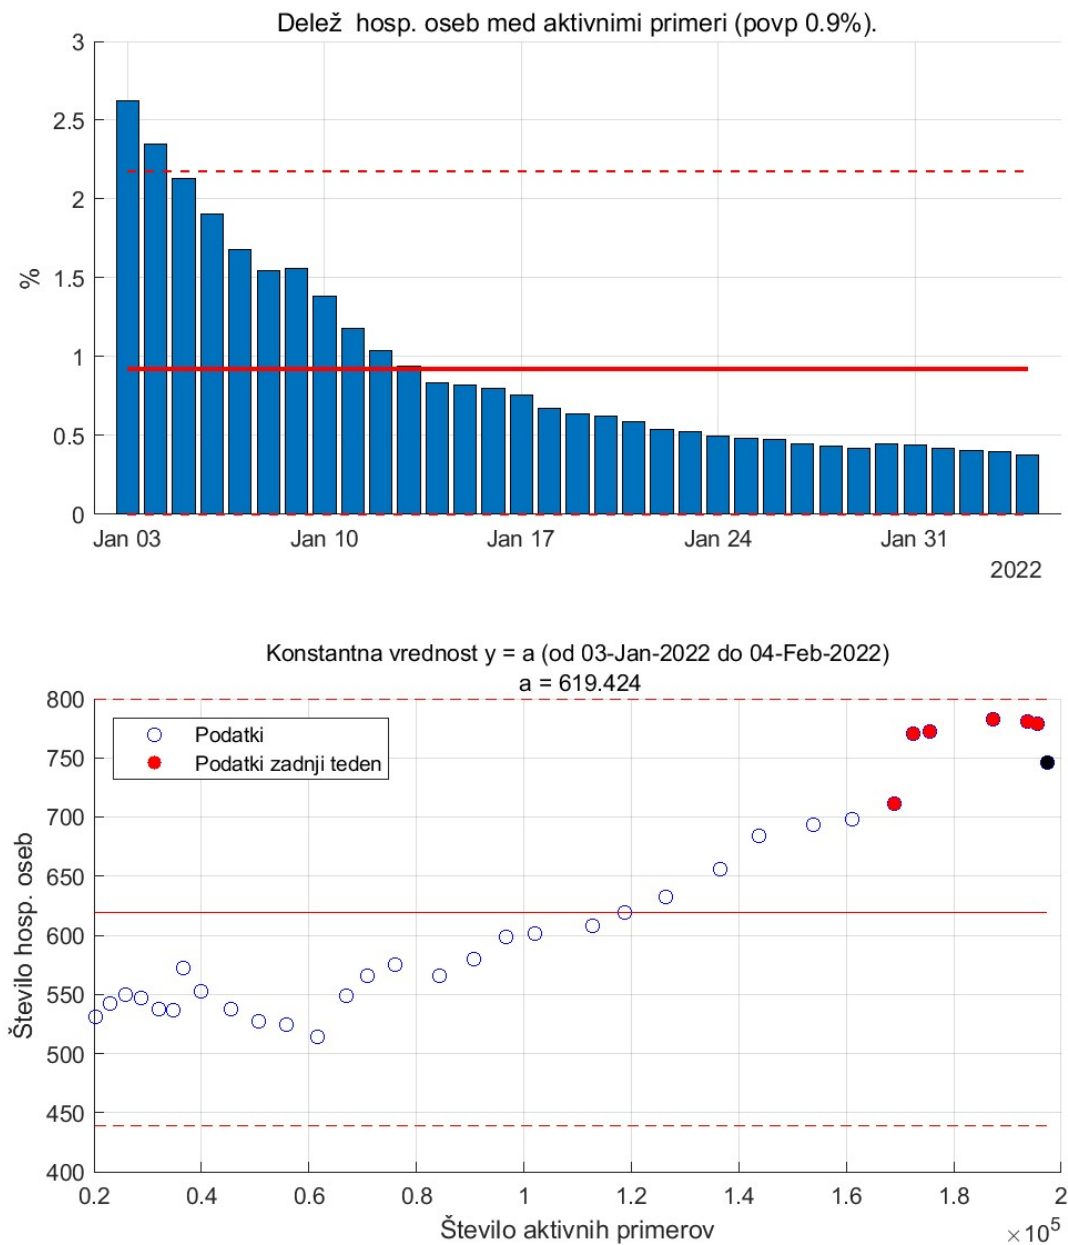 Delež  hosp. oseb med aktivnimi primeri (povp 0.9%).
3
2.5
2
1.5
1
0.5
0
%
Jan 03
Jan 10
Jan 17
Jan 24
Jan 31
2022
Konstantna vrednost y = a (od 03-Jan-2022 do 04-Feb-2022)
a = 619.424
800
750
700
650
600
550
500
450
400
Število hosp. oseb
Podatki
Podatki zadnji teden
0.2
0.4
0.6
0.8
1
1.2
1.4
1.6
1.8
2
Število aktivnih primerov
×10⁵